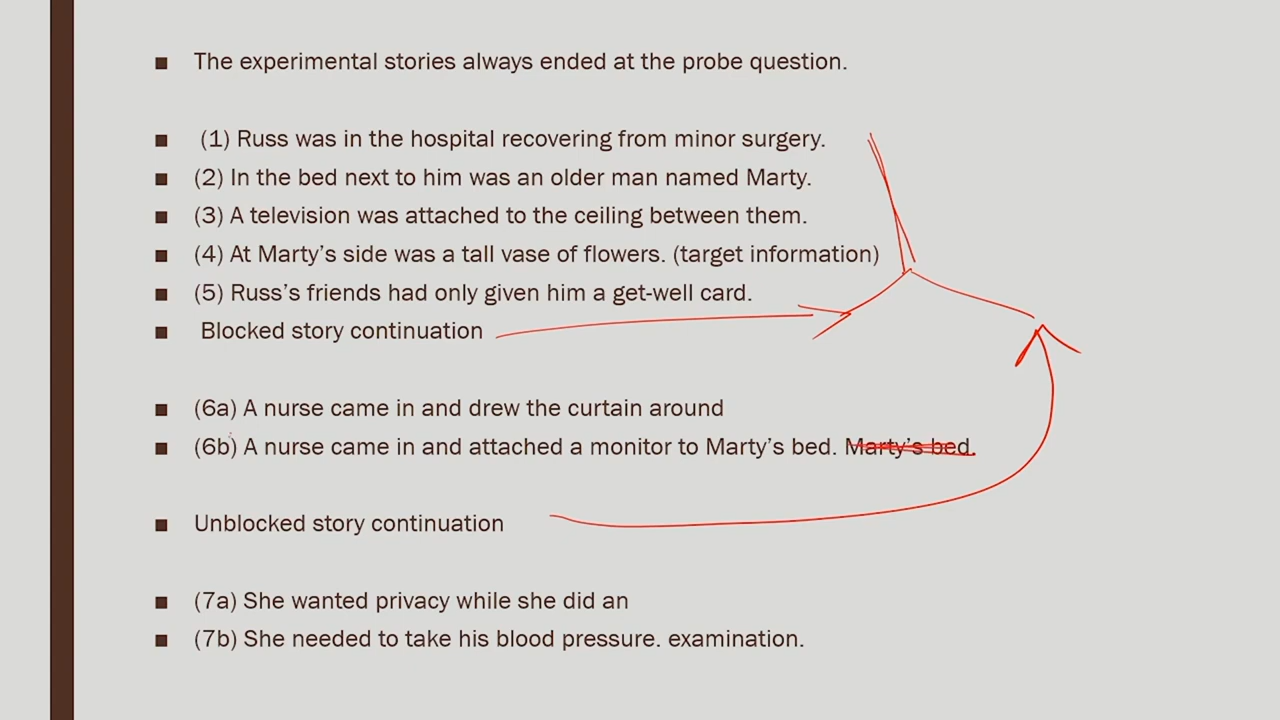 ■ The experimental stories always ended at the probe question.
■ (1) Russ was in the hospital recovering from minor surgery.
■ (2) In the bed next to him was an older man named Marty.
■ (3) A television was attached to the ceiling between them.
■ (4) At Marty’s side was a tall vase of flowers. (target information)
■ (5) Russ’s friends had only given him a get-well card.
■ Blocked story continuation
■ (6a) A nurse came in and drew the curtain around
■ (6b) A nurse came in and attached a monitor to Marty’s bed. Marty’s bed.
■ Unblocked story continuation
■ (7a) She wanted privacy while she did an
■ (7b) She needed to take his blood pressure. examination.